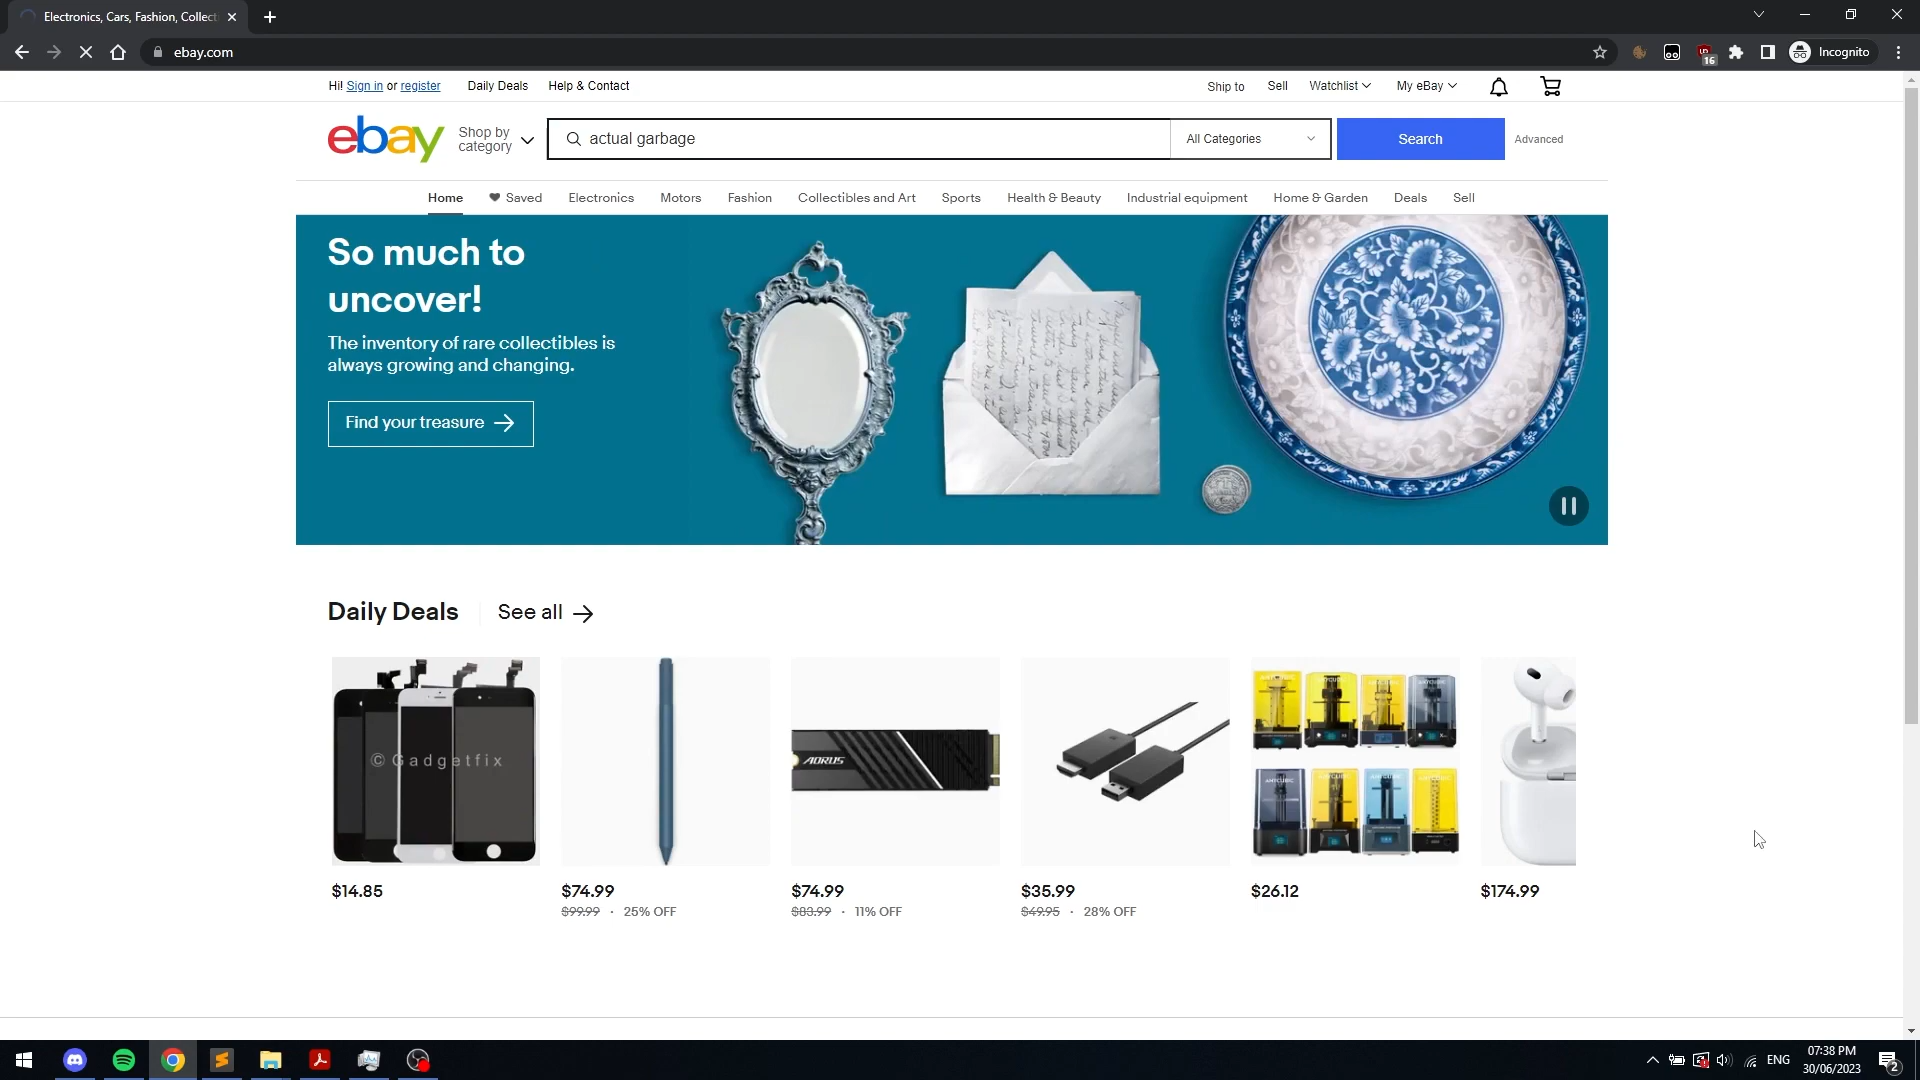 Electronics, Cars, Fashion, Collect
ebay.com
16
Incognito
Hi! Sign in or register
Daily Deals
Help & Contact
Ship to
Sell
Watchlist
My eBay
ebay
Shop by
category
actual garbage
All Categories
Search
Advanced
Home
Saved
Electronics
Motors
Fashion
Collectibles and Art
Sports
Health & Beauty
Industrial equipment
Home & Garden
Deals
Sell
So much to
uncover!
The inventory of rare collectibles is
always growing and changing.
Find your treasure
Daily Deals
See all
© Gadgetfix
AORUS
ANYCUBIC
$14.85
$74.99
$99.99 · 25% OFF
$74.99
$83.99 · 11% OFF
$35.99
$49.95 · 28% OFF
$26.12
$174.99
ENG
07:38 PM
30/06/2023
2